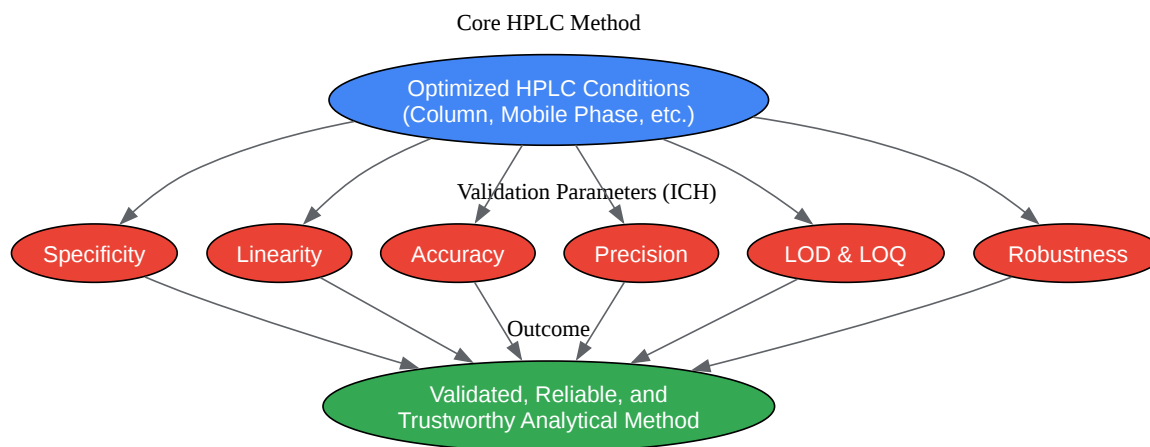 Core HPLC Method
Optimized HPLC Conditions
(Column, Mobile Phase, etc.)
Validation Parameters (ICH)
Specificity
Linearity
Accuracy
Precision
LOD & LOQ
Robustness
Outcome
Validated, Reliable, and
Trustworthy Analytical Method